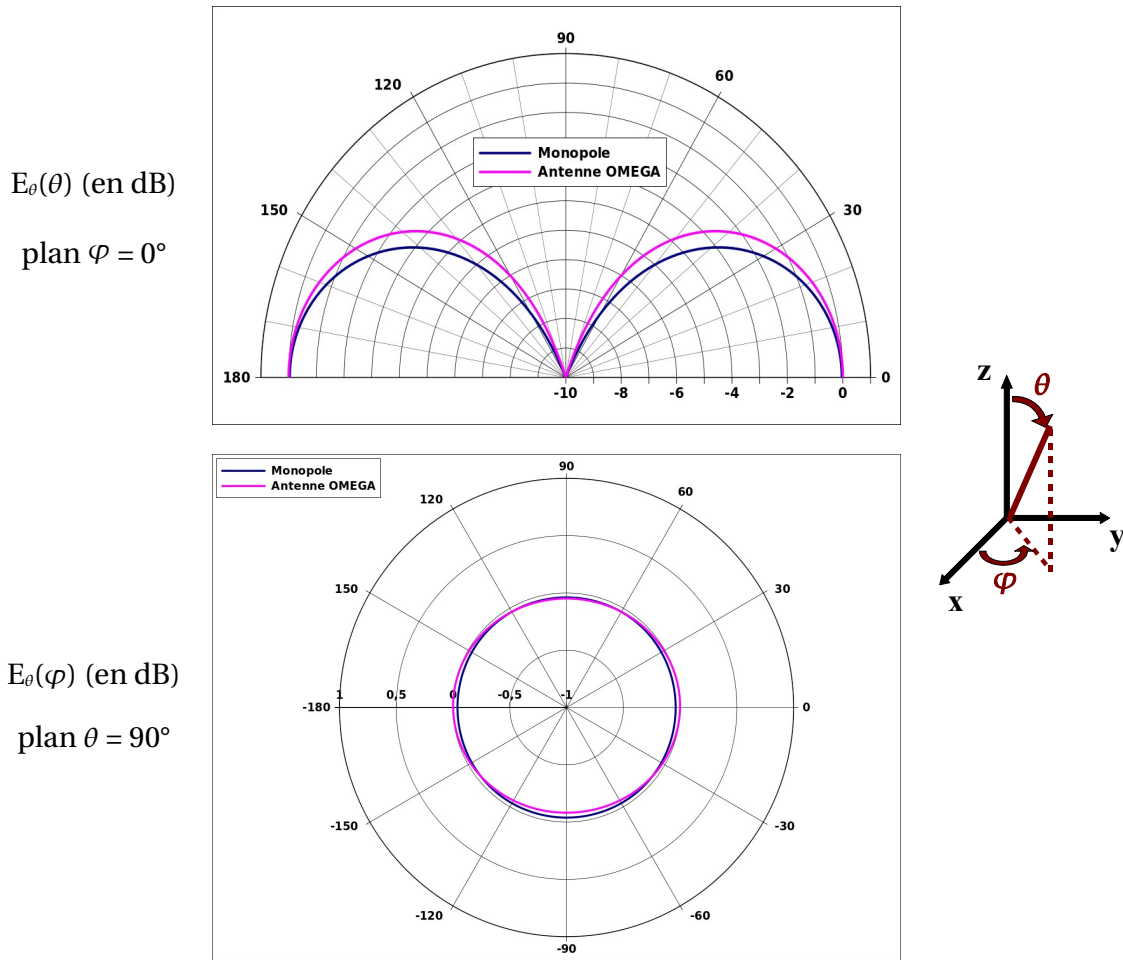 90
120
60
Monopole
Antenne OMEGA
E_θ(θ) (en dB)
plan φ = 0°
150
30
180
0
-10 -8 -6 -4 -2 0
z
θ
y
φ
x
Monopole
Antenne OMEGA
90
120
60
150
30
E_θ(φ) (en dB)
plan θ = 90°
1 0,5 0 -0,5 -1
-180
0
-150
-30
-120
-60
-90